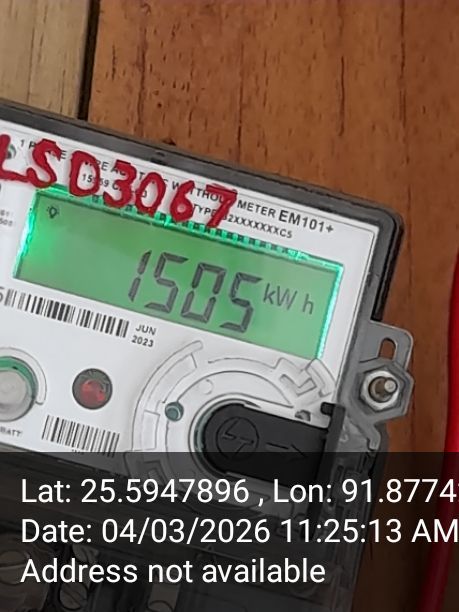 LSD3067
METER EM101+
1505 kWh
JUN
2023
Lat: 25.5947896 , Lon: 91.8774
Date: 04/03/2026 11:25:13 AM
Address not available